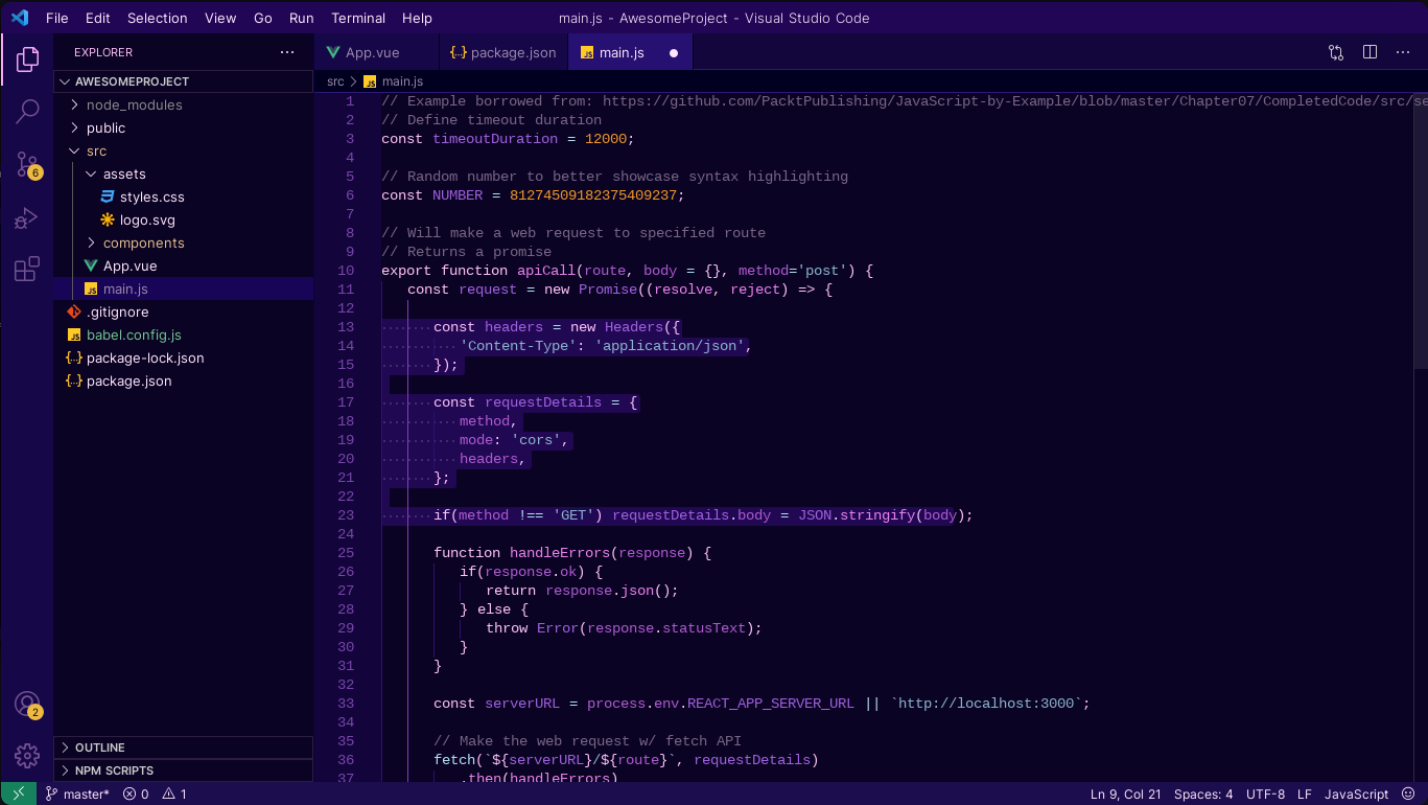 File Edit Selection View Go Run Terminal Help
main.js - AwesomeProject - Visual Studio Code
EXPLORER
AWESOMEPROJECT
node_modules
public
src
assets
styles.css
logo.svg
components
App.vue
main.js
.gitignore
babel.config.js
package-lock.json
package.json
OUTLINE
NPM SCRIPTS
6
2
App.vue
package.json
main.js
src > main.js
1 // Example borrowed from: https://github.com/PacktPublishing/JavaScript-by-Example/blob/master/Chapter07/CompletedCode/src/se
2 // Define timeout duration
3 const timeoutDuration = 12000;
4
5 // Random number to better showcase syntax highlighting
6 const NUMBER = 81274509182375409237;
7
8 // Will make a web request to specified route
9 // Returns a promise
10 export function apiCall(route, body = {}, method='post') {
11 const request = new Promise((resolve, reject) => {
12
13 const headers = new Headers({
14 'Content-Type': 'application/json',
15 });
16
17 const requestDetails = {
18 method,
19 mode: 'cors',
20 headers,
21 };
22
23 if(method !== 'GET') requestDetails.body = JSON.stringify(body);
24
25 function handleErrors(response) {
26 if(response.ok) {
27 return response.json();
28 } else {
29 throw Error(response.statusText);
30 }
31 }
32
33 const serverURL = process.env.REACT_APP_SERVER_URL || `http://localhost:3000`;
34
35 // Make the web request w/ fetch API
36 fetch(`${serverURL}/${route}`, requestDetails)
37 .then(handleErrors)
master* 0 1
Ln 9, Col 21 Spaces: 4 UTF-8 LF JavaScript